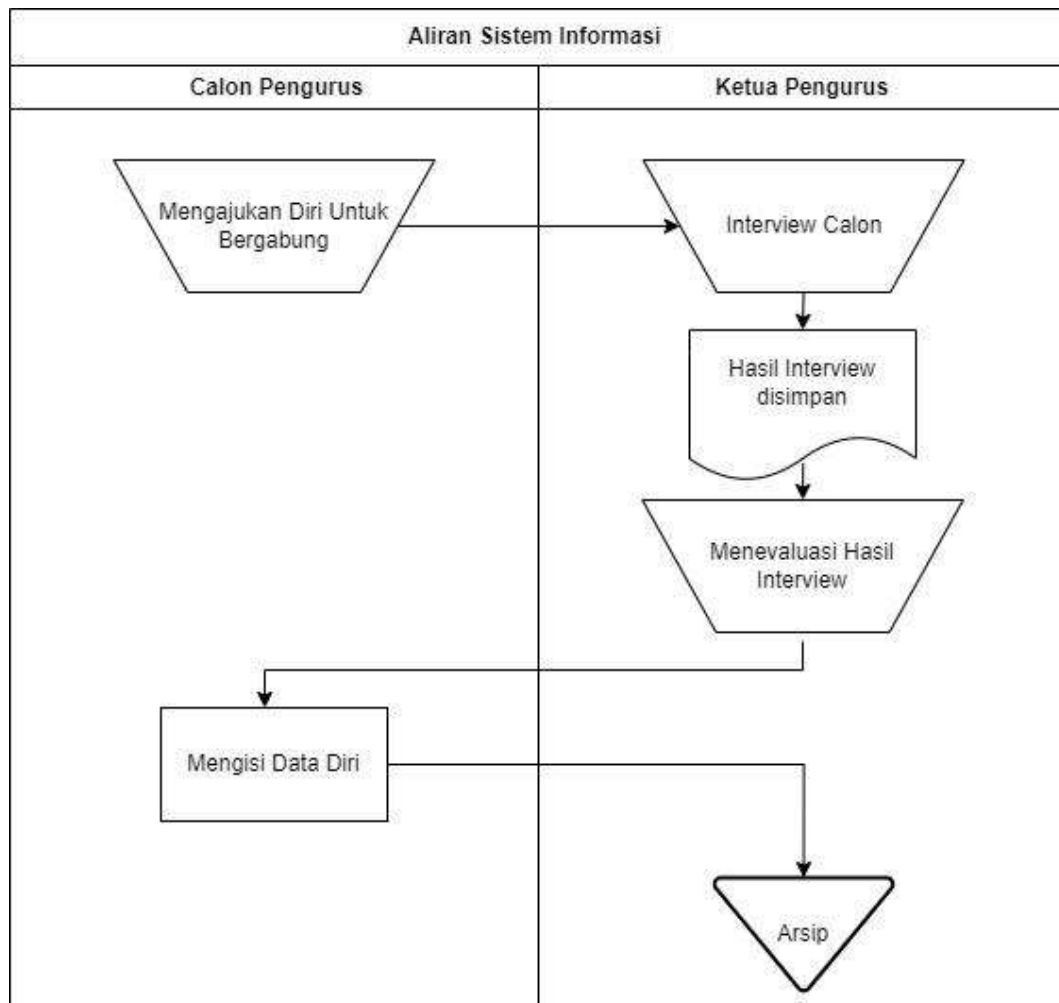 Aliran Sistem Informasi
Calon Pengurus
Ketua Pengurus
Mengajukan Diri Untuk
Bergabung
Interview Calon
Hasil Interview
disimpan
Menevaluasi Hasil
Interview
Mengisi Data Diri
Arsip